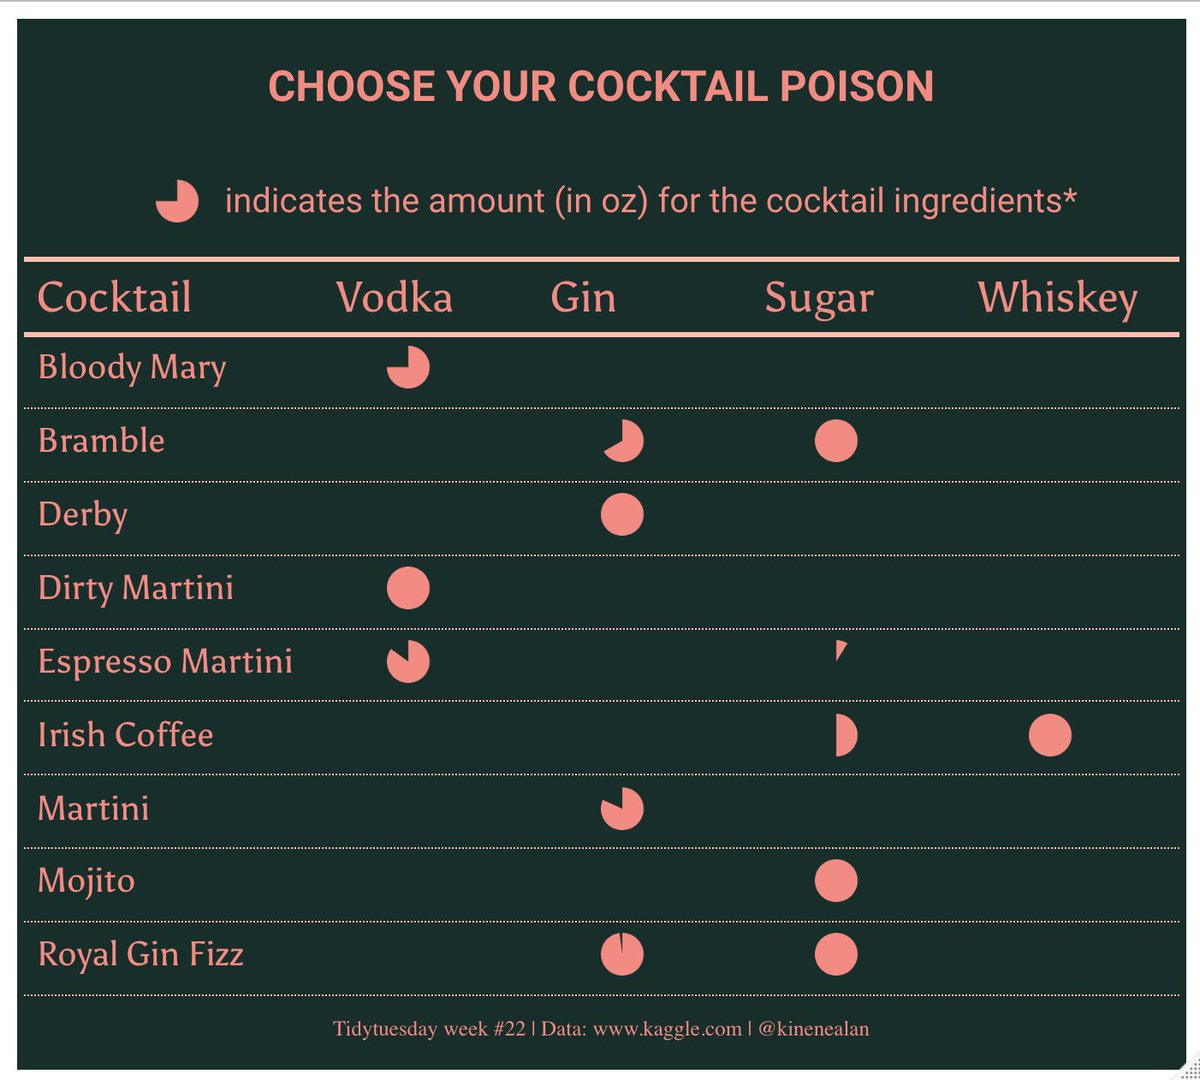 CHOOSE YOUR COCKTAIL POISON
indicates the amount (in oz) for the cocktail ingredients*
Cocktail Vodka Gin Sugar Whiskey
Bloody Mary
Bramble
Derby
Dirty Martini
Espresso Martini
Irish Coffee
Martini
Mojito
Royal Gin Fizz
Tidytuesday week #22 | Data: www.kaggle.com | @kinenealan